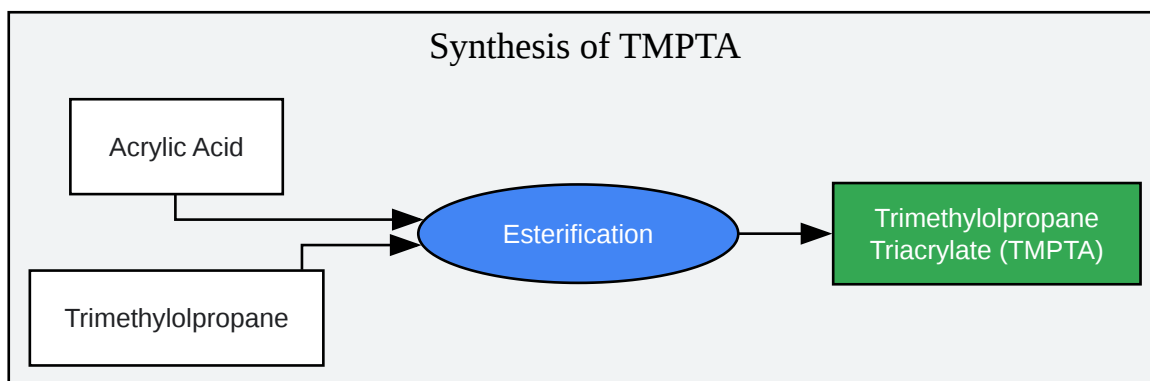 Synthesis of TMPTA
Acrylic Acid
Trimethylolpropane
Esterification
Trimethylolpropane
Triacrylate (TMPTA)